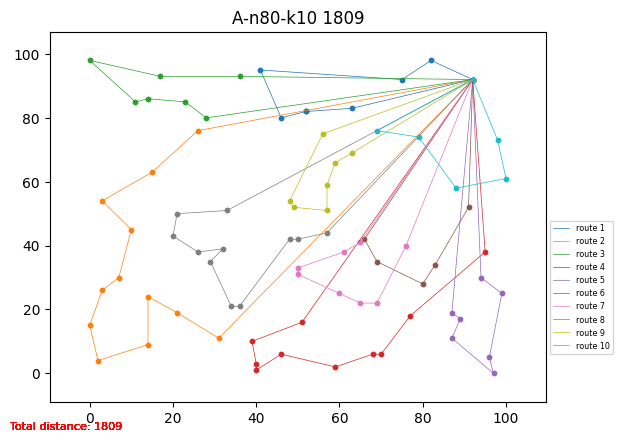 A-n80-k10 1809
100
80
60
40
20
0
0
20
40
60
80
100
route 1
route 2
route 3
route 4
route 5
route 6
route 7
route 8
route 9
route 10
Total distance: 1809